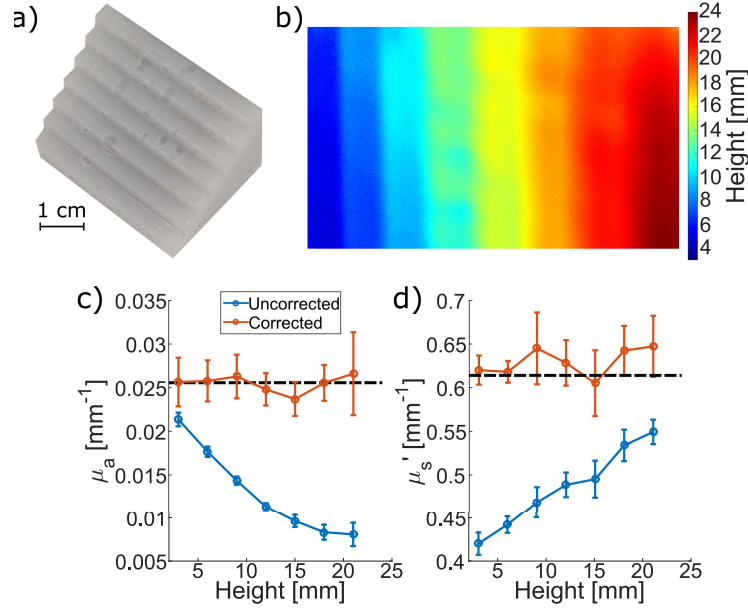 a)
1 cm
b)
24
22
20
18
16
14
12
10
8
6
4
Height [mm]
c)
0.035
0.03
0.025
0.02
0.015
0.01
0.005
μa [mm-1]
Uncorrected
Corrected
5 10 15 20 25
Height [mm]
d)
0.7
0.65
0.6
0.55
0.5
0.45
0.4
μs' [mm-1]
5 10 15 20 25
Height [mm]